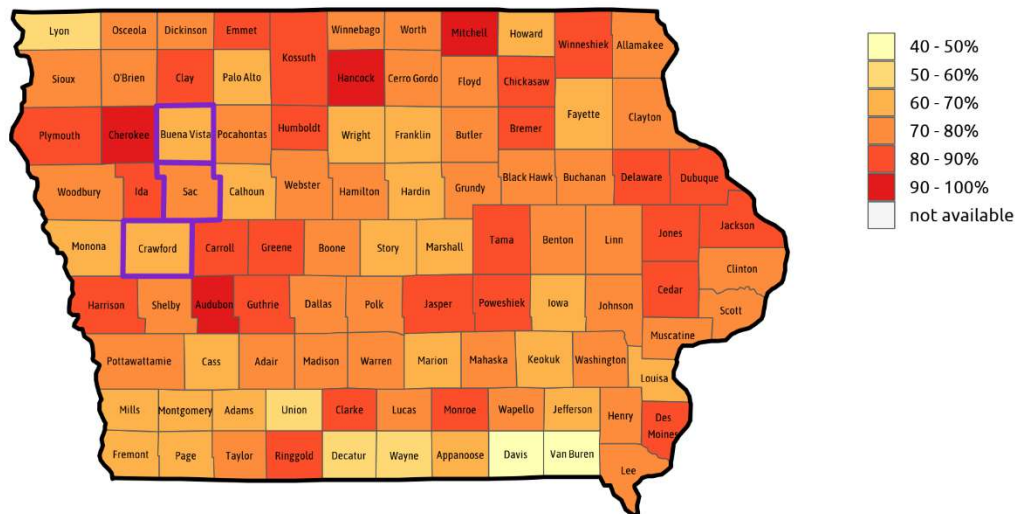 Lyon Osceola Dickinson Emmet Winnebago Worth Mitchell Howard Winneshiek Allamakee
Kossuth
Sioux O'Brien Clay Palo Alto Hancock Cerro Gordo Floyd Chickasaw
Fayette Clayton
Plymouth Cherokee Buena Vista Pocahontas Humboldt Wright Franklin Butler Bremer
Woodbury Ida Sac Calhoun Webster Hamilton Hardin Grundy Black Hawk Buchanan Delaware Dubuque
Monona Crawford Carroll Greene Boone Story Marshall Tama Benton Linn Jones Jackson
Clinton
Harrison Shelby Audubon Guthrie Dallas Polk Jasper Poweshiek Iowa Johnson Cedar Scott
Muscatine
Pottawattamie Cass Adair Madison Warren Marion Mahaska Keokuk Washington Louisa
Mills Montgomery Adams Union Clarke Lucas Monroe Wapello Jefferson Henry Des
Moines
Fremont Page Taylor Ringgold Decatur Wayne Appanoose Davis Van Buren Lee
40 - 50%
50 - 60%
60 - 70%
70 - 80%
80 - 90%
90 - 100%
not available